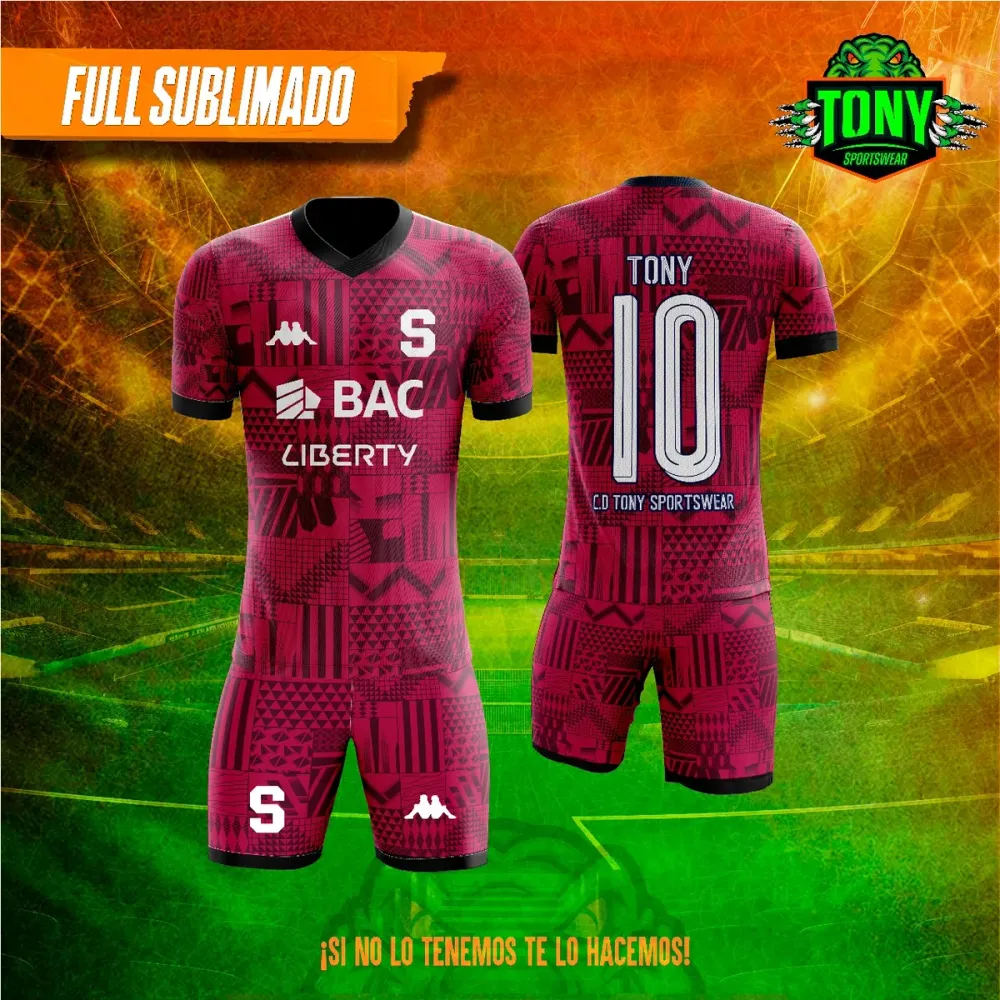 FULL SUBLIMADO
TONY
SPORTSWEAR
S
BAC
LIBERTY
TONY
10
C.D TONY SPORTSWEAR
S
¡SI NO LO TENEMOS TE LO HACEMOS!